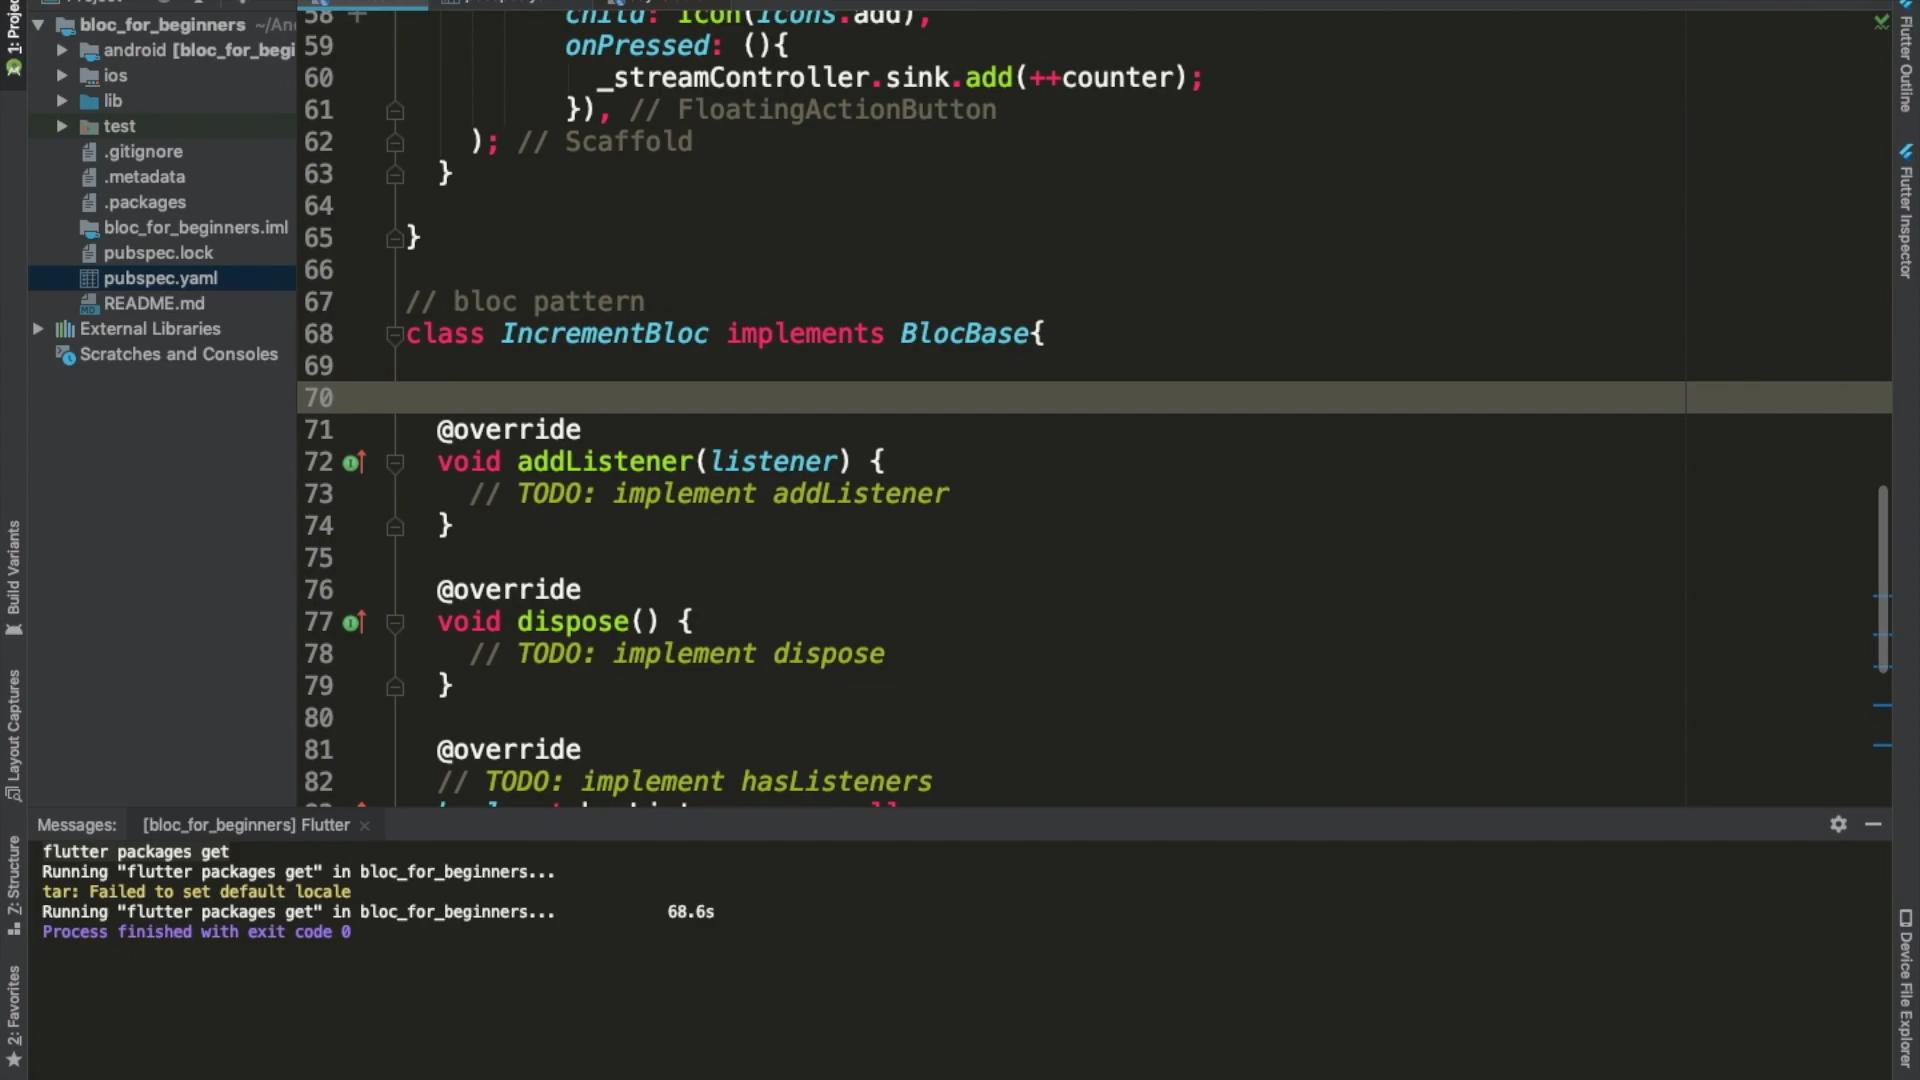 1: Project
bloc_for_beginners ~/An
android [bloc_for_begi
ios
lib
test
.gitignore
.metadata
.packages
bloc_for_beginners.iml
pubspec.lock
pubspec.yaml
README.md
External Libraries
Scratches and Consoles
Build Variants
Layout Captures
Z: Structure
2: Favorites
58 child: Icon(Icons.add),
59 onPressed: (){
60 _streamController.sink.add(++counter);
61 }), // FloatingActionButton
62 ); // Scaffold
63 }
64
65 }
66
67 // bloc pattern
68 class IncrementBloc implements BlocBase{
69
70
71 @override
72 void addListener(listener) {
73 // TODO: implement addListener
74 }
75
76 @override
77 void dispose() {
78 // TODO: implement dispose
79 }
80
81 @override
82 // TODO: implement hasListeners
Flutter Outline
Flutter Inspector
Device File Explorer
Messages: [bloc_for_beginners] Flutter
flutter packages get
Running "flutter packages get" in bloc_for_beginners...
tar: Failed to set default locale
Running "flutter packages get" in bloc_for_beginners... 68.6s
Process finished with exit code 0